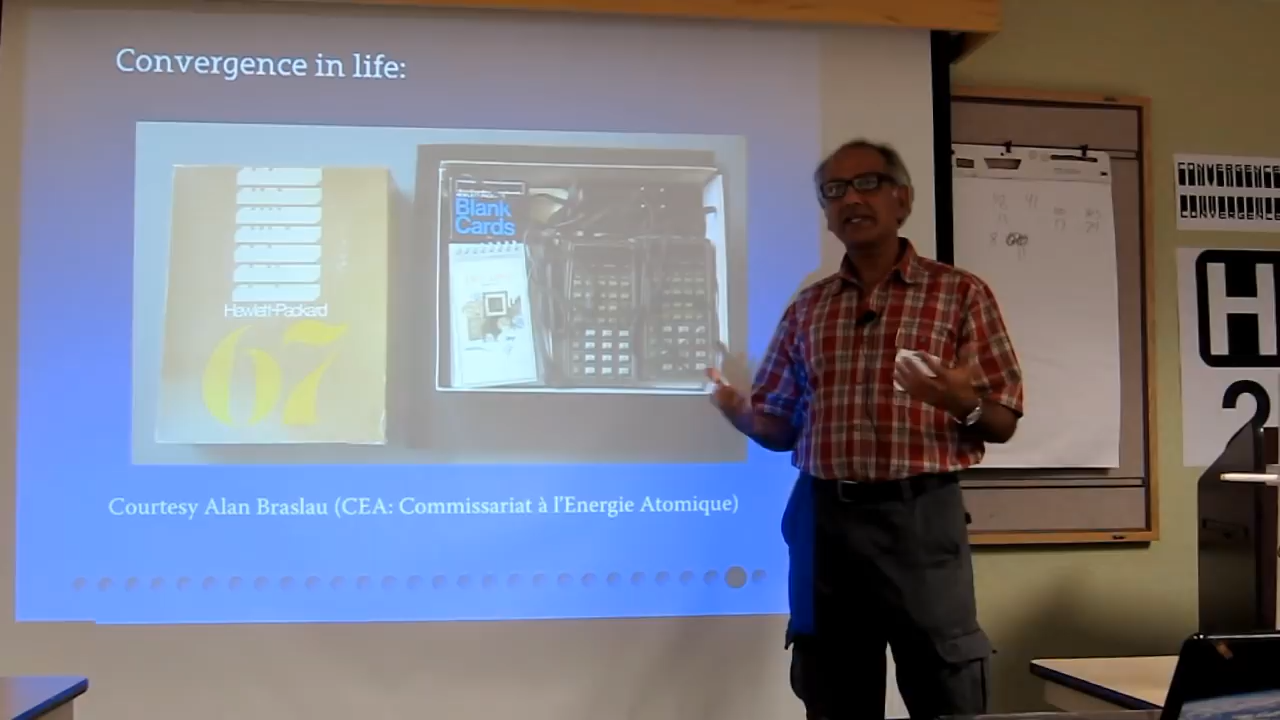 Convergence in life:
Blank
Cards
Hewlett-Packard
67
Courtesy Alan Braslau (CEA: Commissariat à l'Energie Atomique)
CONVERGENCE
CONVERGENCE
H
2